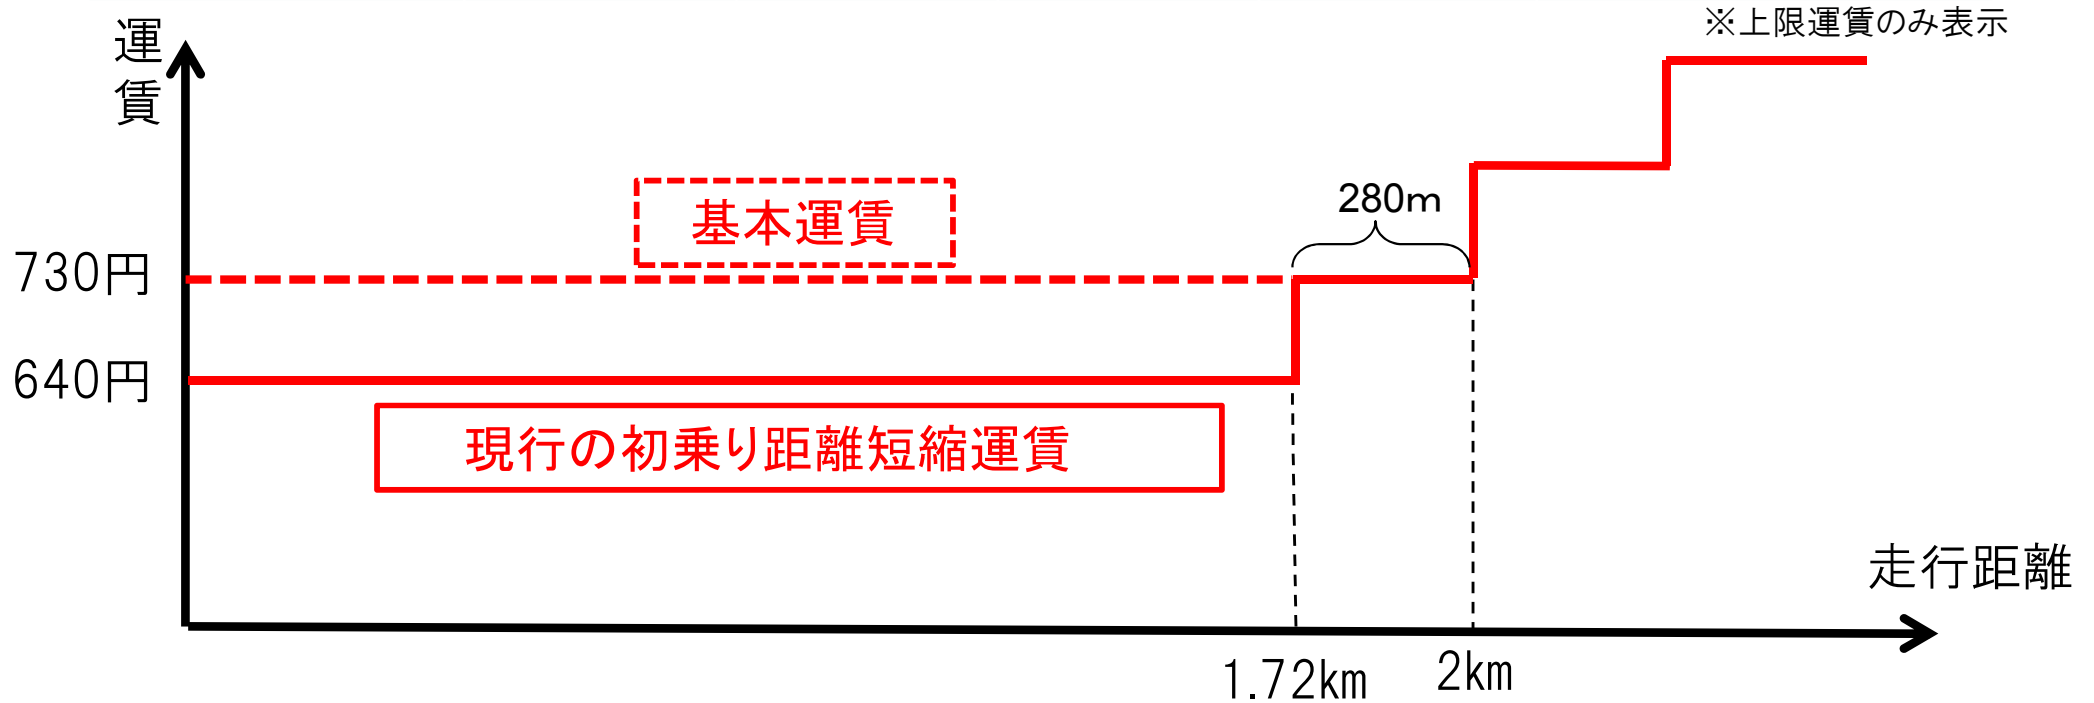 ※上限運賃のみ表示
運賃
280m
基本運賃
730円
640円
現行の初乗り距離短縮運賃
走行距離
1.72km
2km